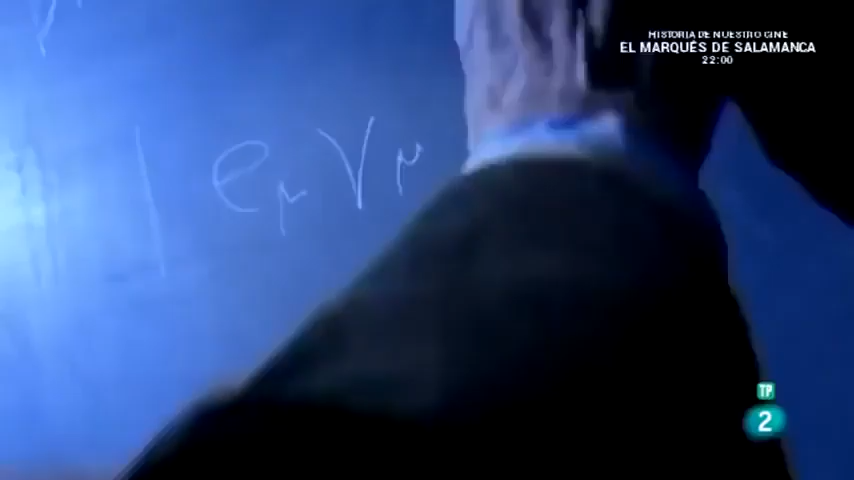 HISTORIA DE NUESTRO CINE
EL MARQUÉS DE SALAMANCA
22:00
| e μ V μ
TP
2